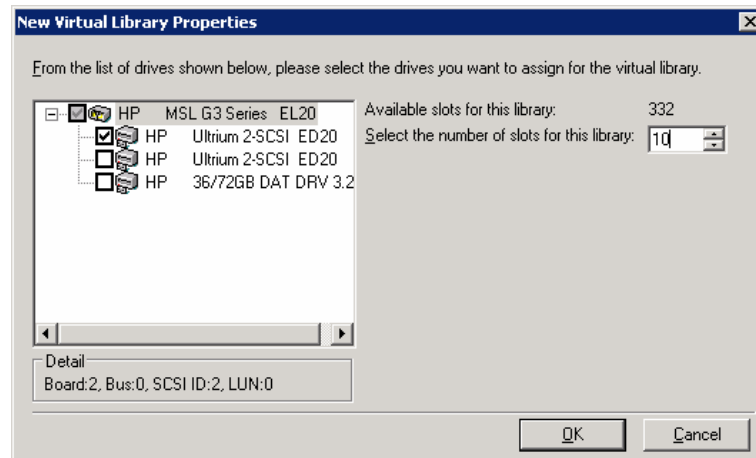 New Virtual Library Properties
From the list of drives shown below, please select the drives you want to assign for the virtual library.
HP MSL G3 Series EL20
HP Ultrium 2-SCSI ED20
HP Ultrium 2-SCSI ED20
HP 36/72GB DAT DRV 3.2
Available slots for this library: 332
Select the number of slots for this library: 10
Detail
Board:2, Bus:0, SCSI ID:2, LUN:0
OK Cancel